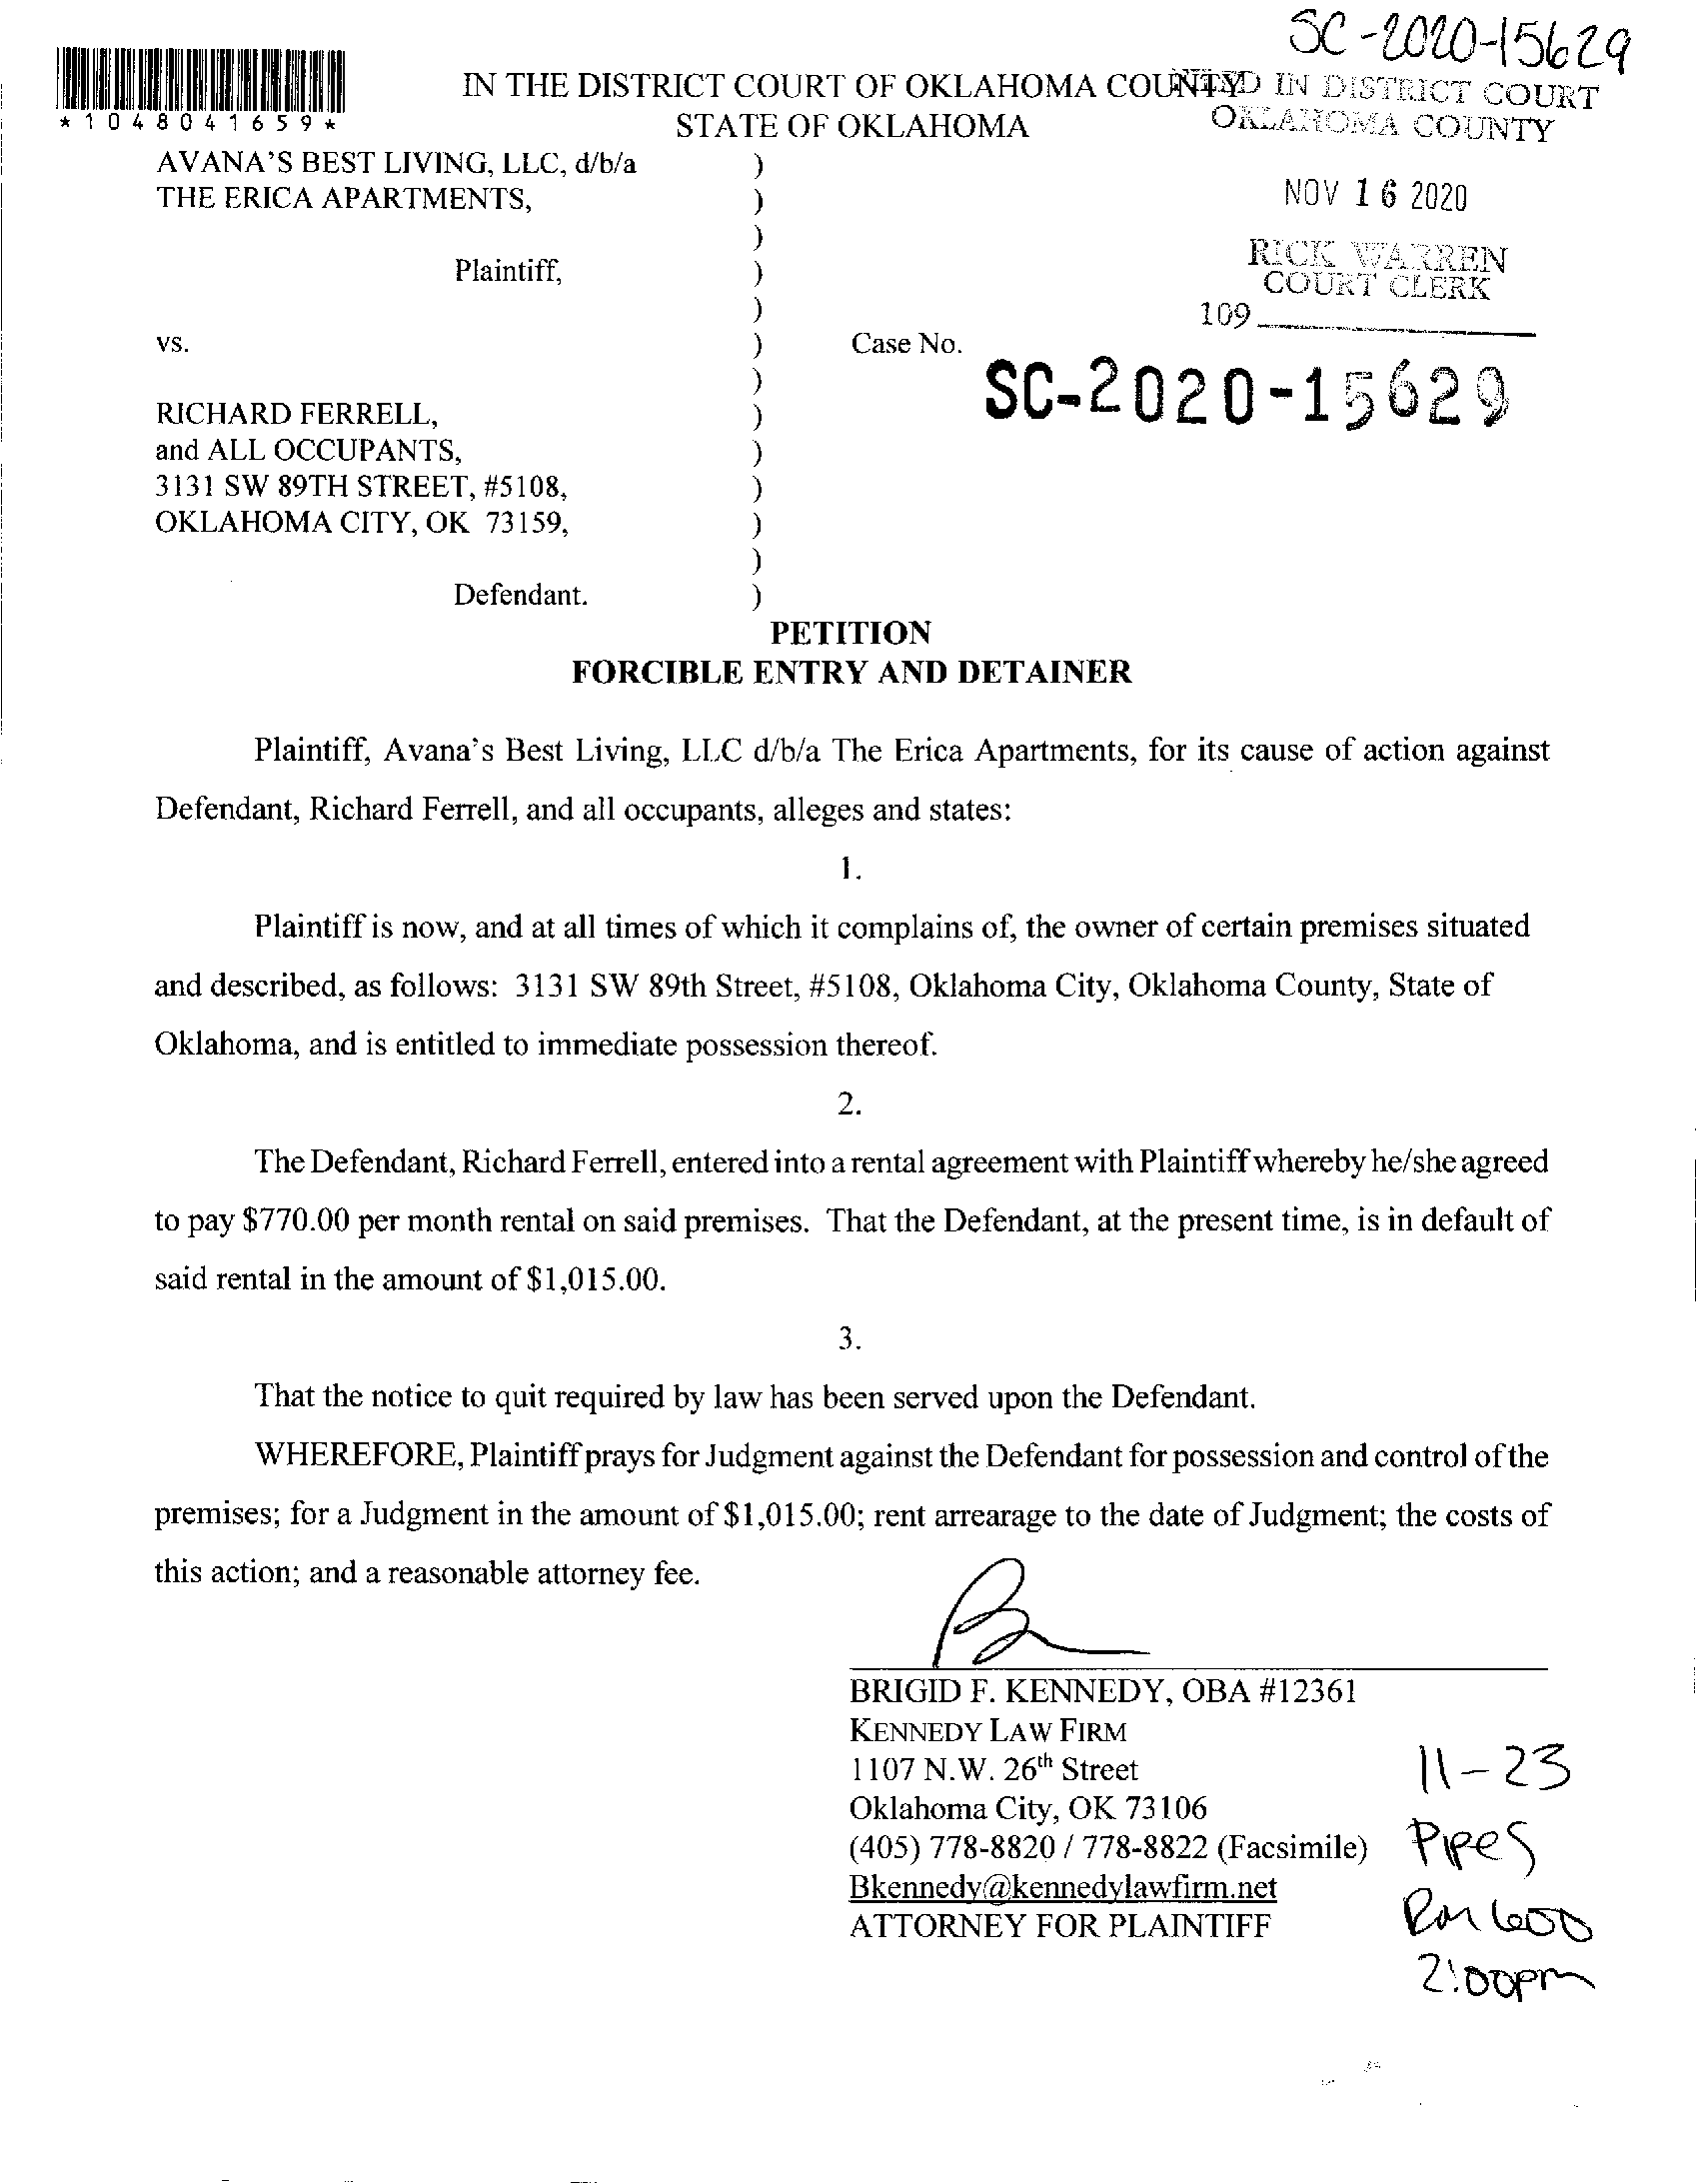 SC-2020-15629
IN THE DISTRICT COURT OF OKLAHOMA COUNTY
STATE OF OKLAHOMA
IN DISTRICT COURT
OKLAHOMA COUNTY
*1048041659*
AVANA'S BEST LIVING, LLC, d/b/a )
THE ERICA APARTMENTS, )
)
Plaintiff, )
)
vs. )
)
RICHARD FERRELL, )
and ALL OCCUPANTS, )
3131 SW 89TH STREET, #5108, )
OKLAHOMA CITY, OK 73159, )
)
Defendant. )
NOV 16 2020
RICK WARREN
COURT CLERK
109
Case No.
SC-2020-15629
PETITION
FORCIBLE ENTRY AND DETAINER
Plaintiff, Avana's Best Living, LLC d/b/a The Erica Apartments, for its cause of action against
Defendant, Richard Ferrell, and all occupants, alleges and states:
1.
Plaintiff is now, and at all times of which it complains of, the owner of certain premises situated
and described, as follows: 3131 SW 89th Street, #5108, Oklahoma City, Oklahoma County, State of
Oklahoma, and is entitled to immediate possession thereof.
2.
The Defendant, Richard Ferrell, entered into a rental agreement with Plaintiff whereby he/she agreed
to pay $770.00 per month rental on said premises. That the Defendant, at the present time, is in default of
said rental in the amount of $1,015.00.
3.
That the notice to quit required by law has been served upon the Defendant.
WHEREFORE, Plaintiff prays for Judgment against the Defendant for possession and control of the
premises; for a Judgment in the amount of $1,015.00; rent arrearage to the date of Judgment; the costs of
this action; and a reasonable attorney fee.
BRIGID F. KENNEDY, OBA #12361
KENNEDY LAW FIRM
1107 N.W. 26th Street
Oklahoma City, OK 73106
(405) 778-8820 / 778-8822 (Facsimile)
Bkennedy@kennedylawfirm.net
ATTORNEY FOR PLAINTIFF
11-23
Pipes
Rm 600
2:00pm